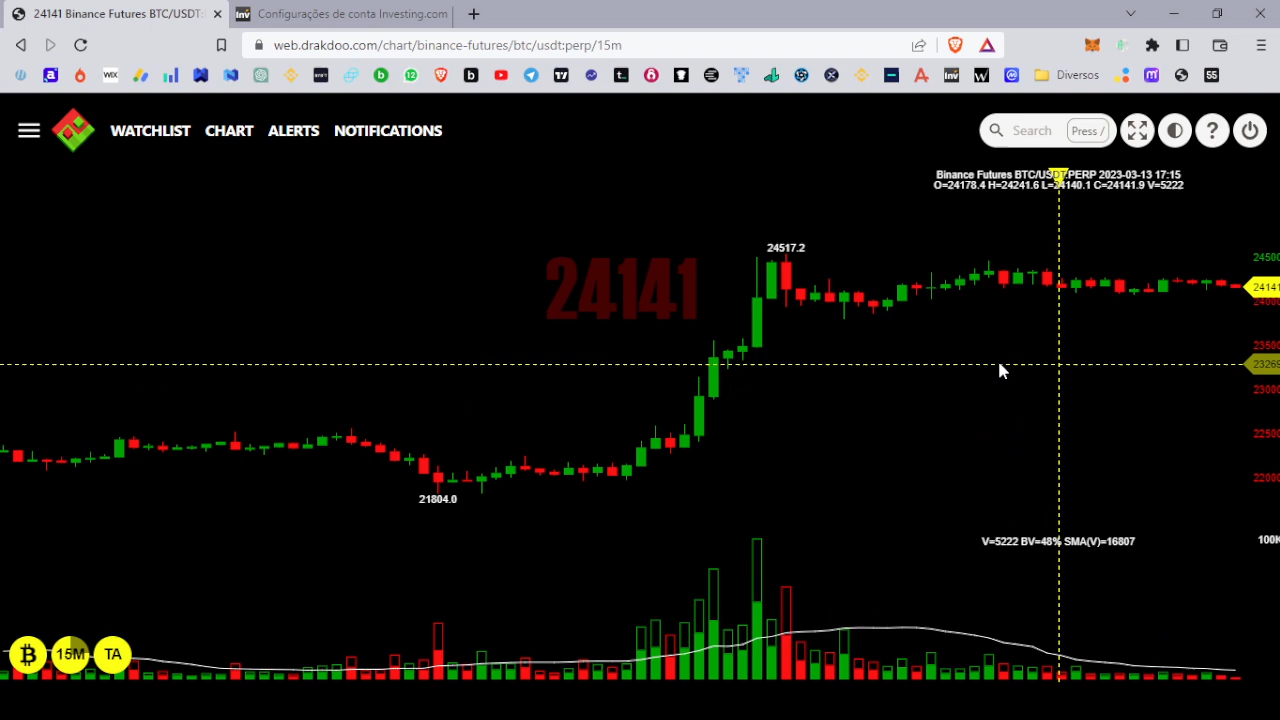 24141 Binance Futures BTC/USDT:
Configurações de conta Investing.com
web.drakdoo.com/chart/binance-futures/btc/usdt:perp/15m
WIX
Inv
W
55
Diversos
WATCHLIST CHART ALERTS NOTIFICATIONS
Search Press /
Binance Futures BTC/USDT:PERP 2023-03-13 17:15
O=24178.4 H=24241.6 L=24140.1 C=24141.9 V=5222
24517.2
24141
24500
24141
24000
23500
23269
23000
22500
22000
21804.0
V=5222 BV=48% SMA(V)=16807
100K
15M TA